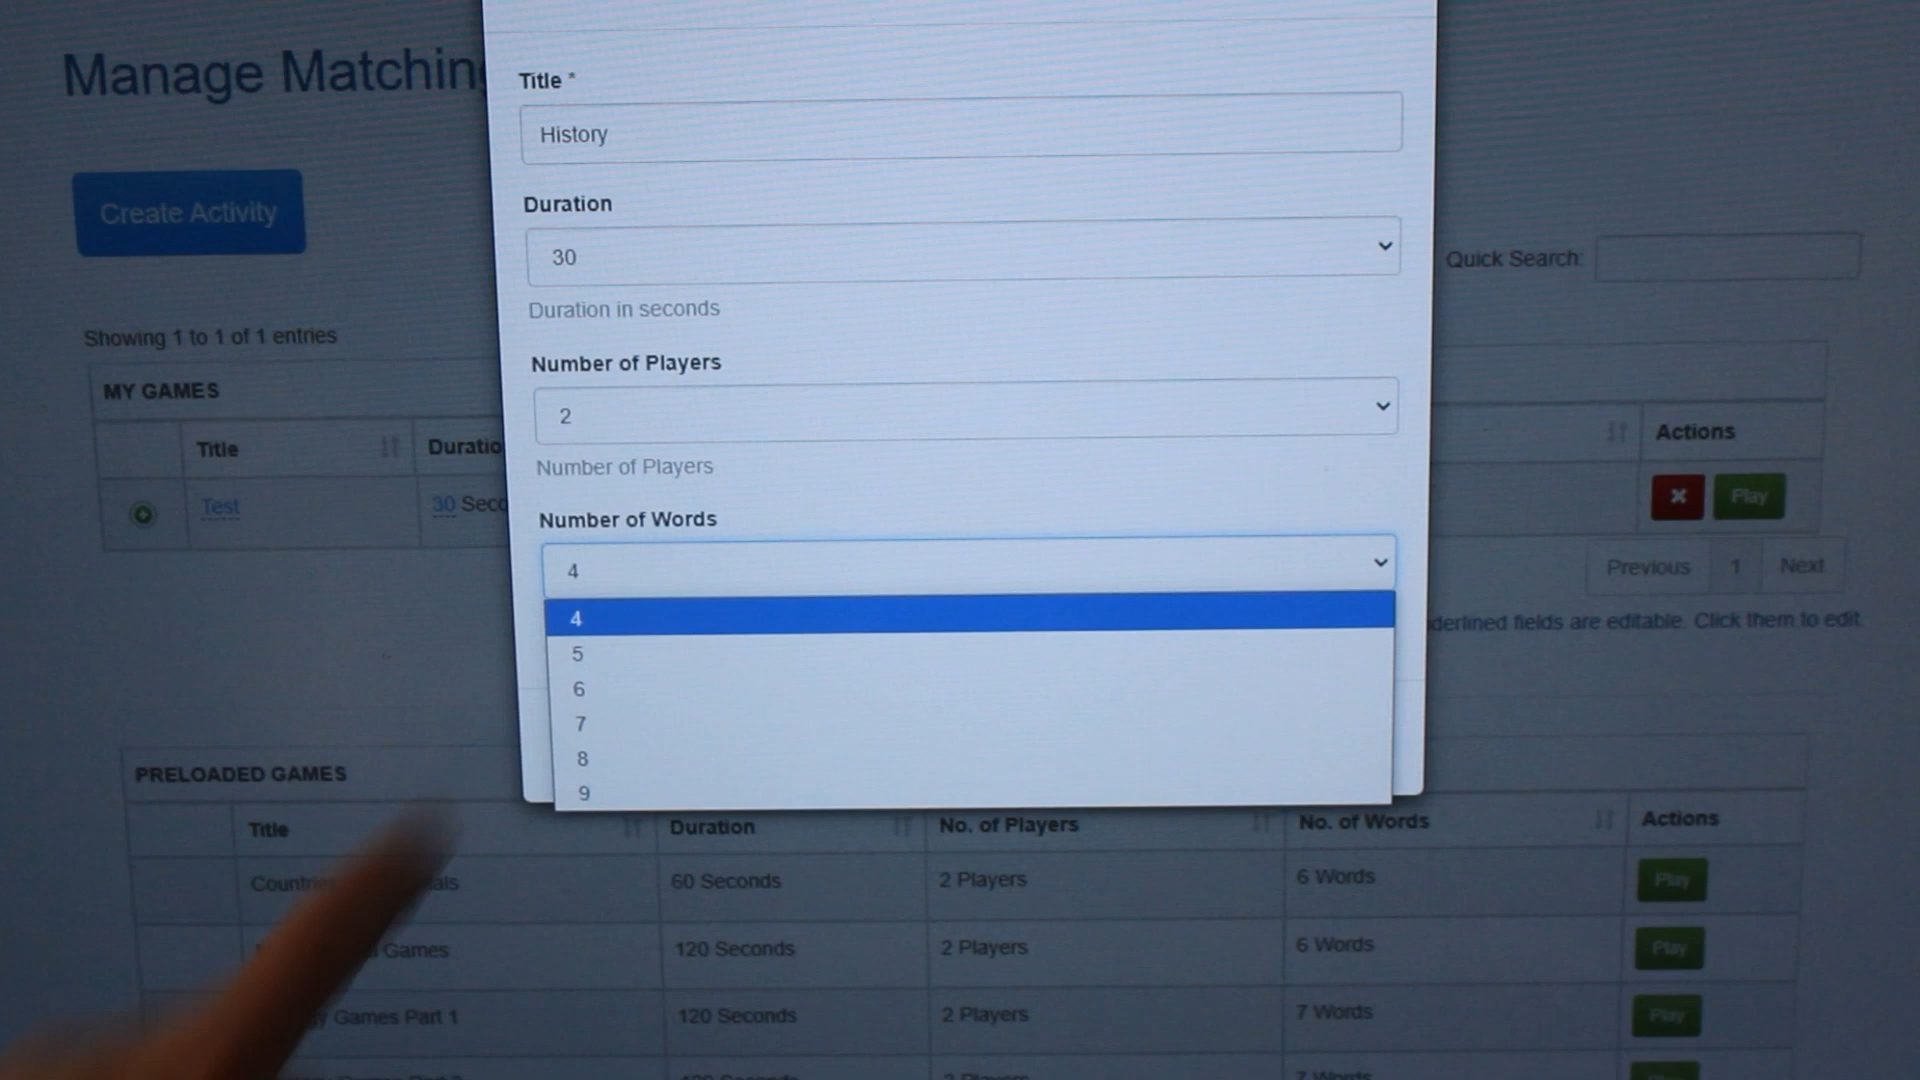 Manage Matching
Create Activity
Title *
History
Duration
30
Duration in seconds
Number of Players
2
Number of Players
Number of Words
4
4
5
6
7
8
9
Quick Search:
Showing 1 to 1 of 1 entries
MY GAMES
Title Duratio Actions
Test 30 Seco Play
Previous 1 Next
derlined fields are editable. Click them to edit
PRELOADED GAMES
Title Duration No. of Players No. of Words Actions
60 Seconds 2 Players 6 Words Play
Games 120 Seconds 2 Players 6 Words Play
Games Part 1 120 Seconds 2 Players 7 Words Play